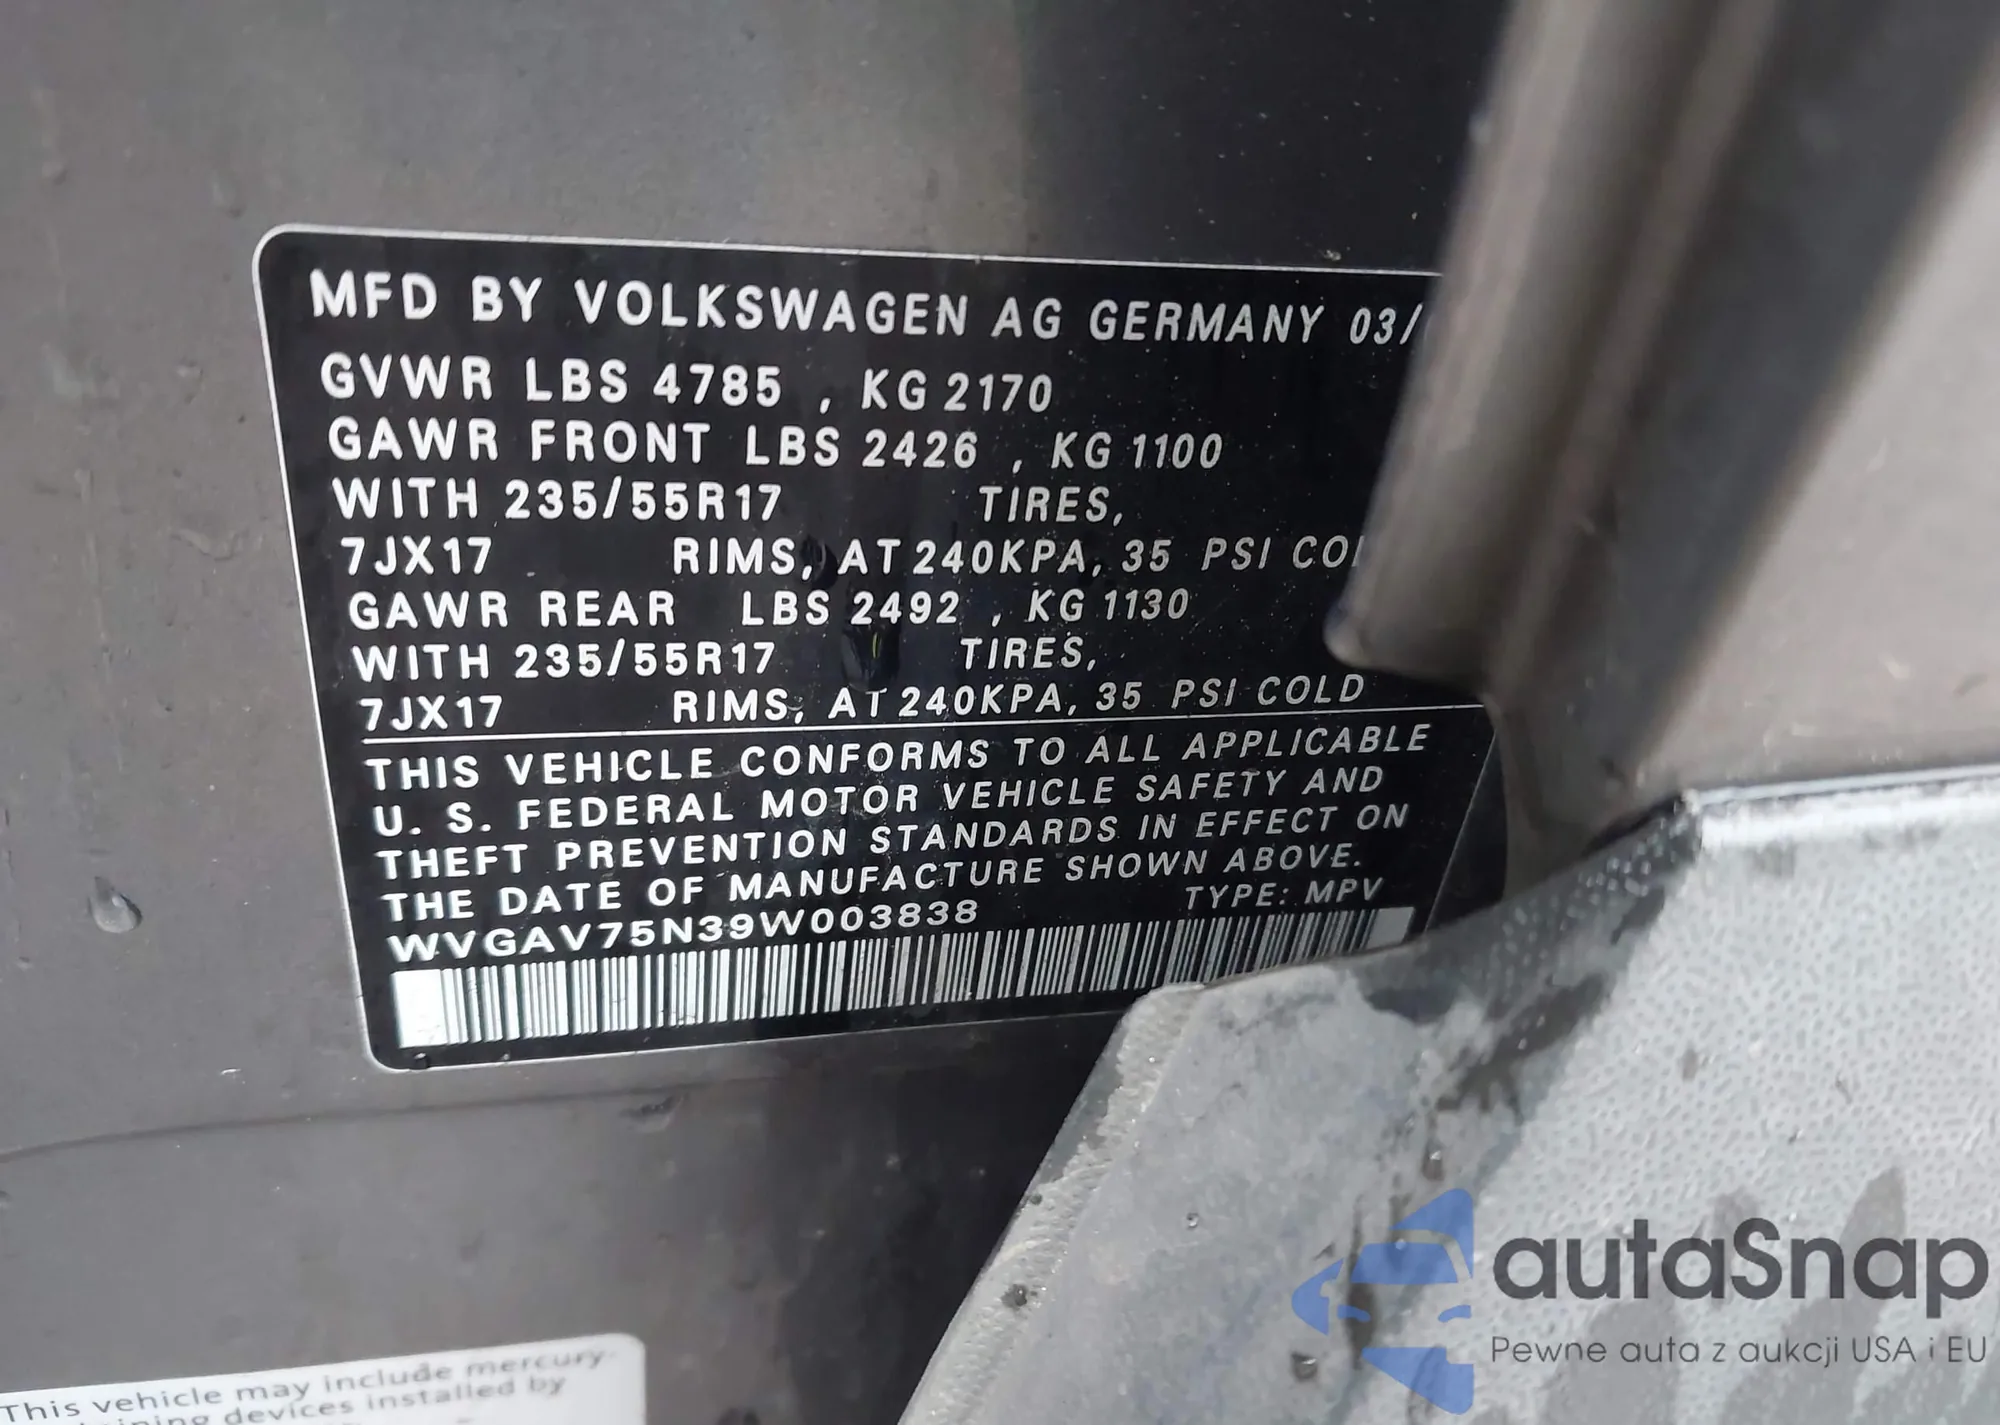 MFD BY VOLKSWAGEN AG GERMANY 03/
GVWR LBS 4785 , KG 2170
GAWR FRONT LBS 2426 , KG 1100
WITH 235/55R17 TIRES,
7JX17 RIMS, AT 240KPA, 35 PSI
GAWR REAR LBS 2492 , KG 1130
WITH 235/55R17 TIRES,
7JX17 RIMS, AT 240KPA, 35 PSI COLD
THIS VEHICLE CONFORMS TO ALL APPLICABLE
U. S. FEDERAL MOTOR VEHICLE SAFETY AND
THEFT PREVENTION STANDARDS IN EFFECT ON
THE DATE OF MANUFACTURE SHOWN ABOVE.
WVGAV75N39W003838 TYPE: MPV
This vehicle may include mercury-
devices installed by
autaSnap
Pewne auta z aukcji USA i EU